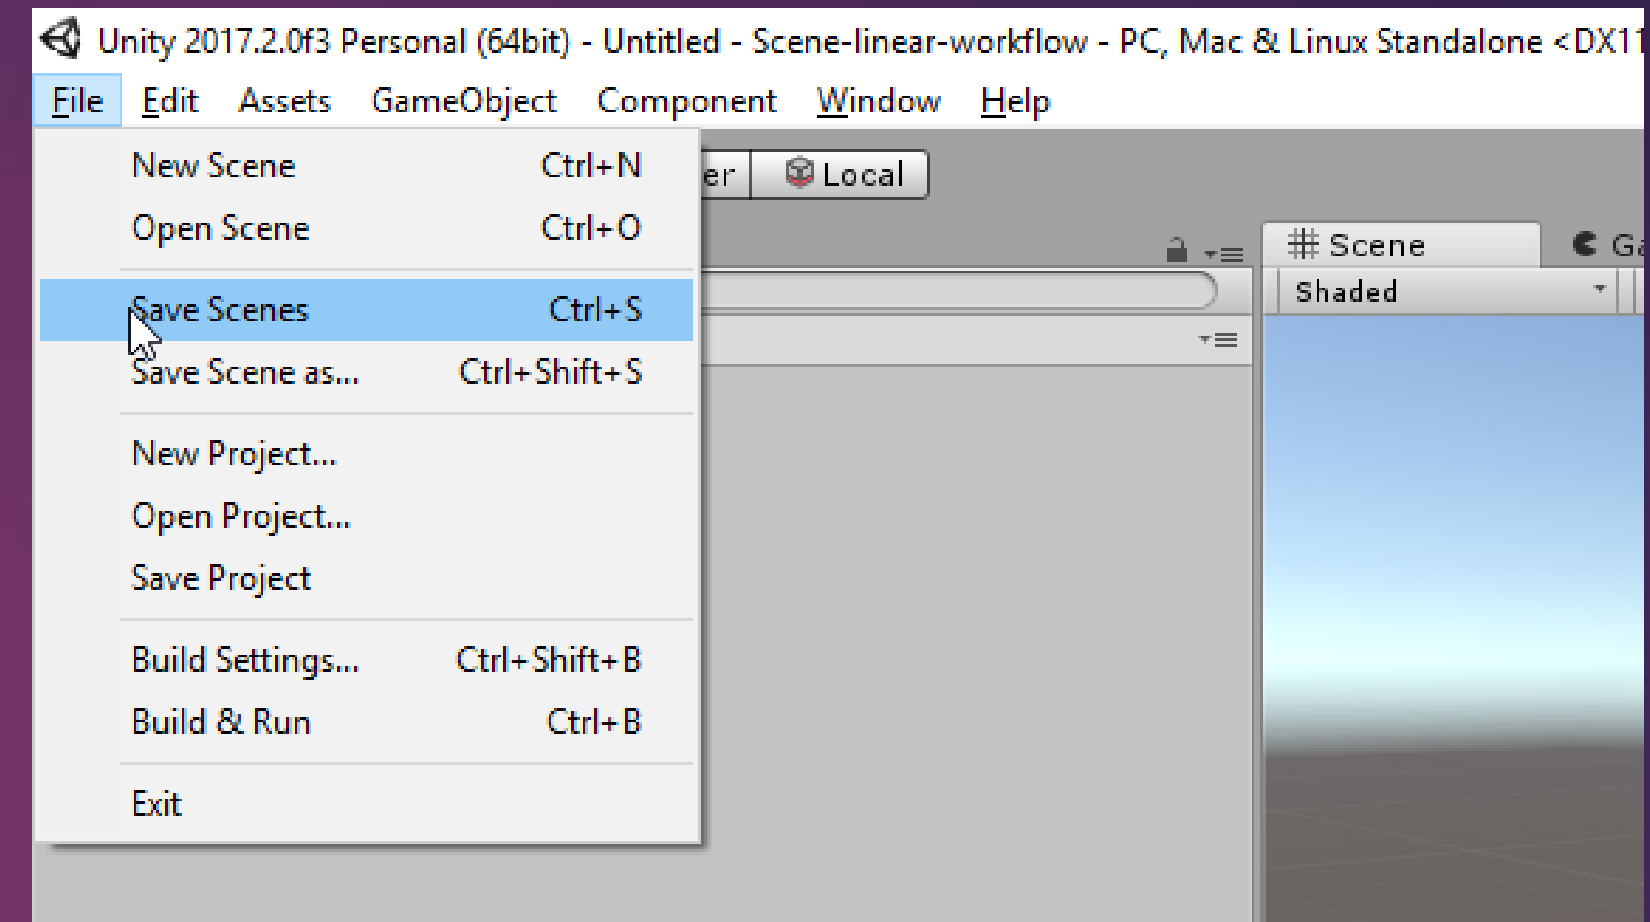 Unity 2017.2.0f3 Personal (64bit) - Untitled - Scene-linear-workflow - PC, Mac & Linux Standalone <DX11
File Edit Assets GameObject Component Window Help
New Scene Ctrl+N
er Local
Open Scene Ctrl+O
Scene Ga
Shaded
Save Scenes Ctrl+S
Save Scene as... Ctrl+Shift+S
New Project...
Open Project...
Save Project
Build Settings... Ctrl+Shift+B
Build & Run Ctrl+B
Exit